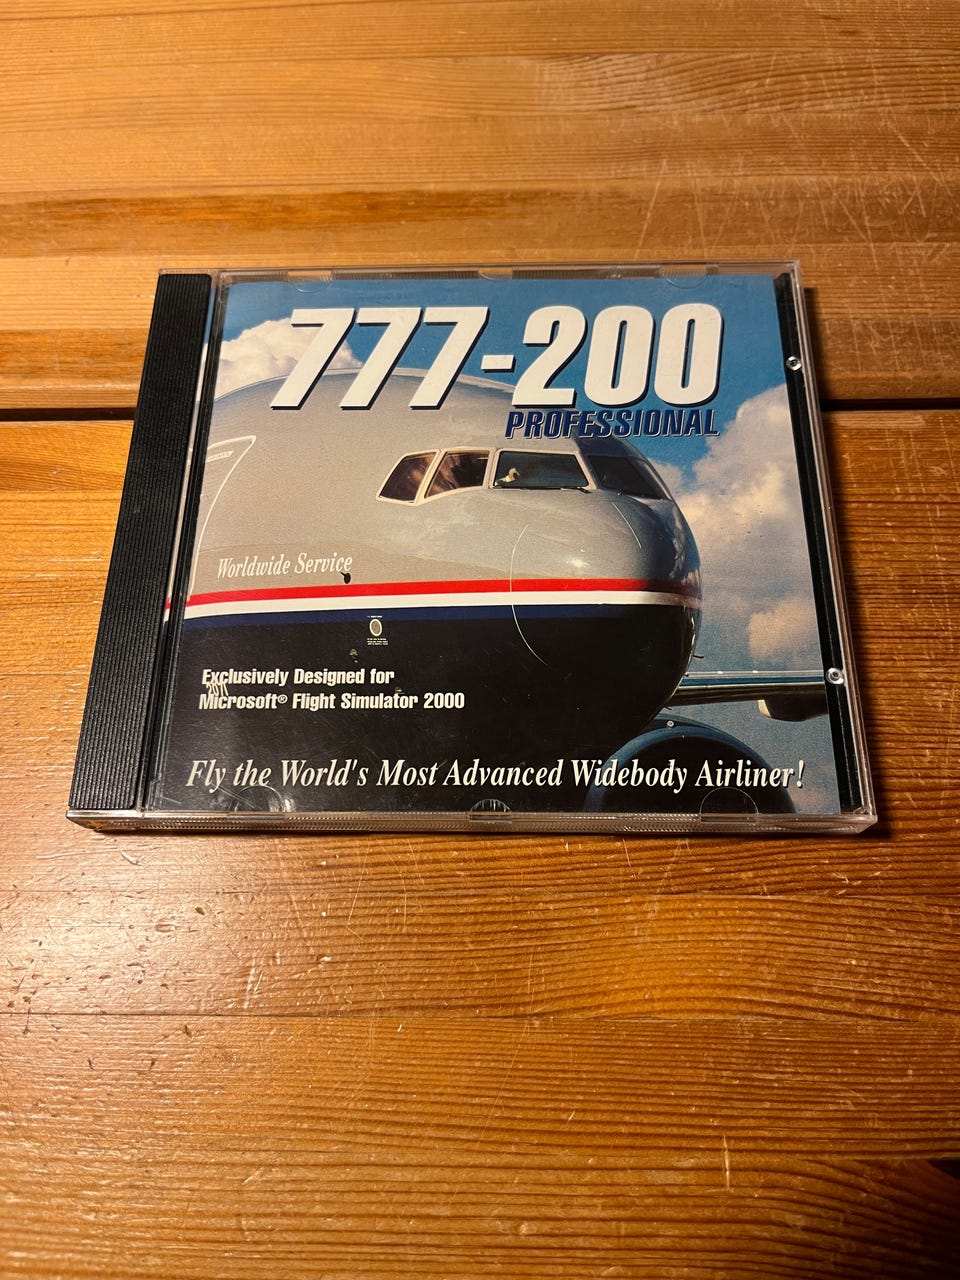 777-200
PROFESSIONAL
Worldwide Service
Exclusively Designed for
Microsoft® Flight Simulator 2000
Fly the World's Most Advanced Widebody Airliner!